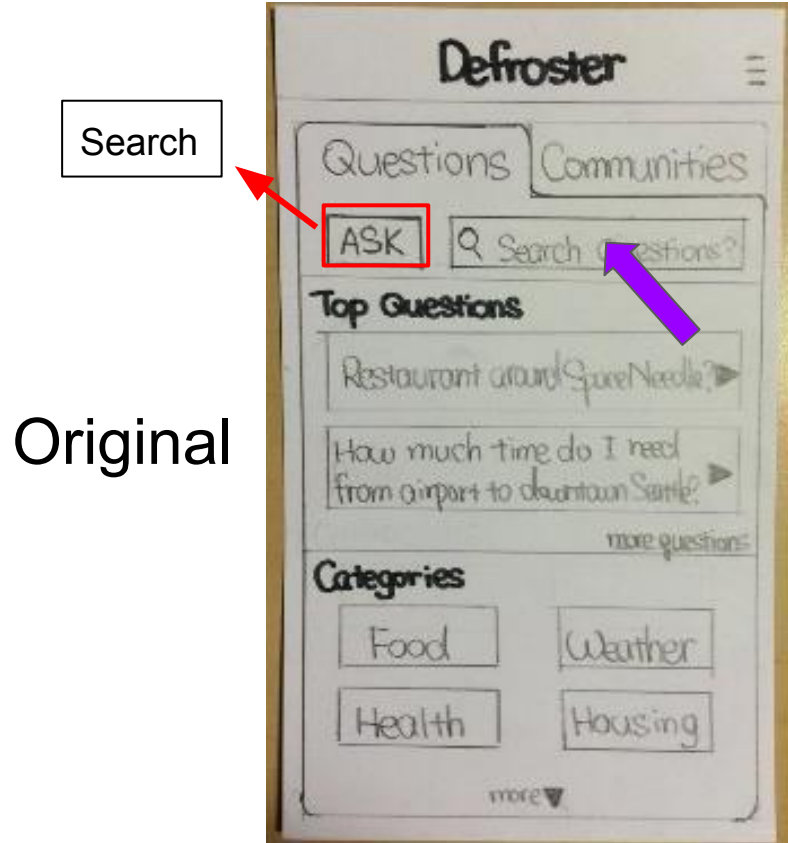 Defroster
Search
Questions Communities
ASK Search Questions?
Top Questions
Restaurant around Space Needle?
Original
How much time do I need
from airport to downtown Seattle?
more questions
Categories
Food Weather
Health Housing
more